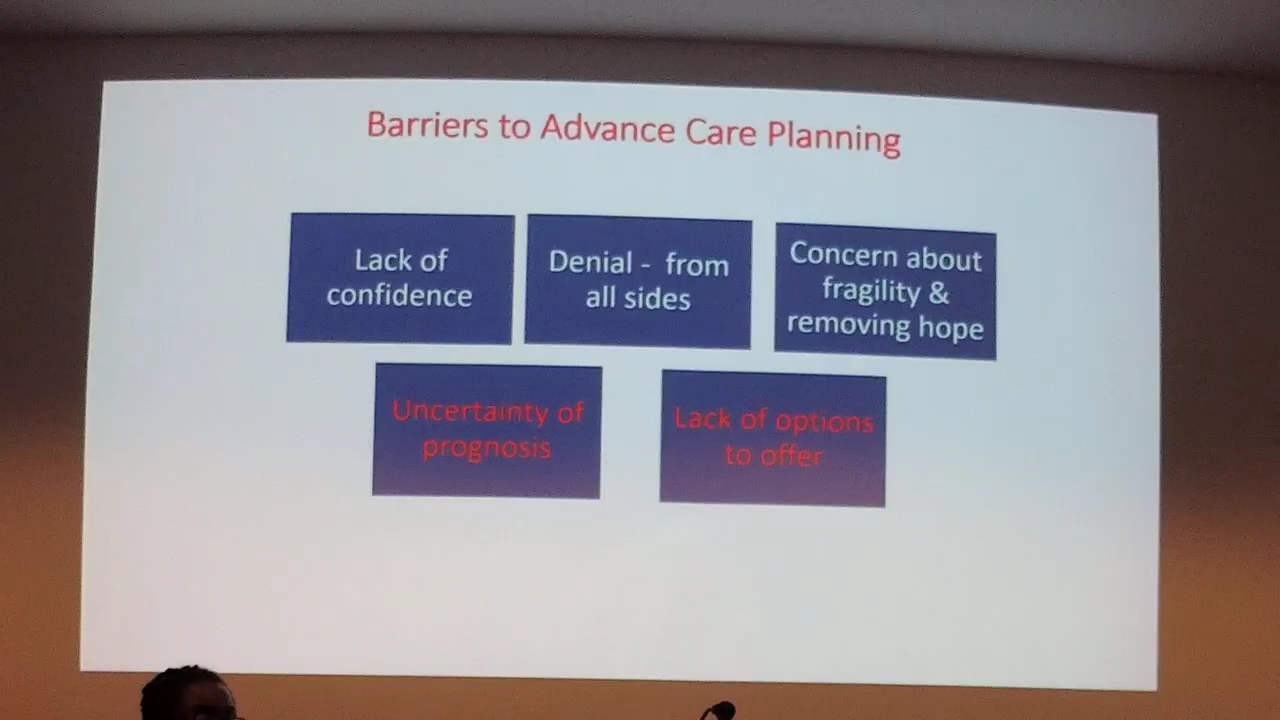 Barriers to Advance Care Planning
Lack of
confidence
Denial - from
all sides
Concern about
fragility &
removing hope
Uncertainty of
prognosis
Lack of options
to offer